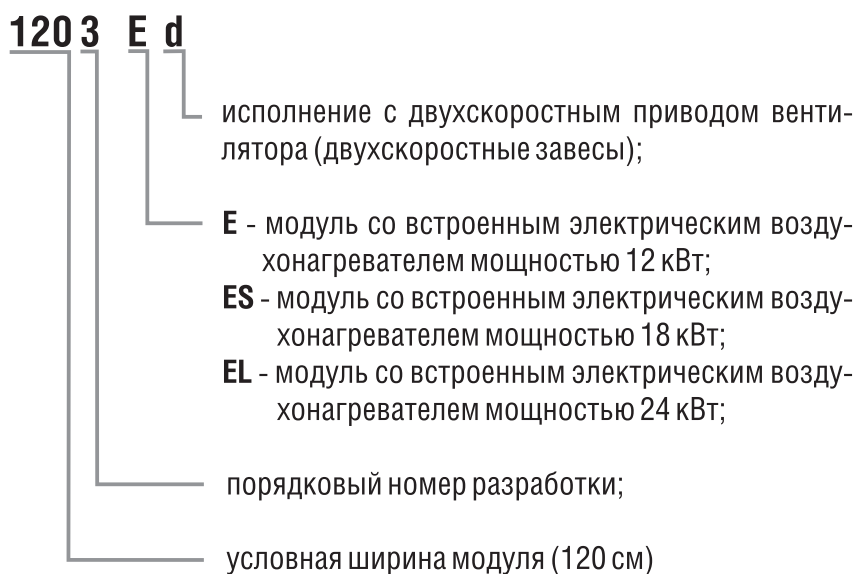 120 3 E d
исполнение с двухскоростным приводом венти-
лятора (двухскоростные завесы);
E - модуль со встроенным электрическим возду-
хонагревателем мощностью 12 кВт;
ES - модуль со встроенным электрическим возду-
хонагревателем мощностью 18 кВт;
EL - модуль со встроенным электрическим возду-
хонагревателем мощностью 24 кВт;
порядковый номер разработки;
условная ширина модуля (120 см)